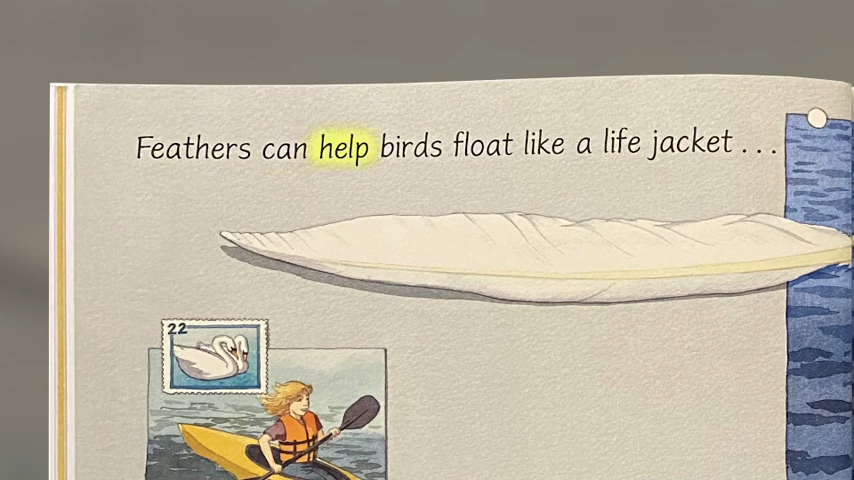 Feathers can help birds float like a life jacket . . .
22